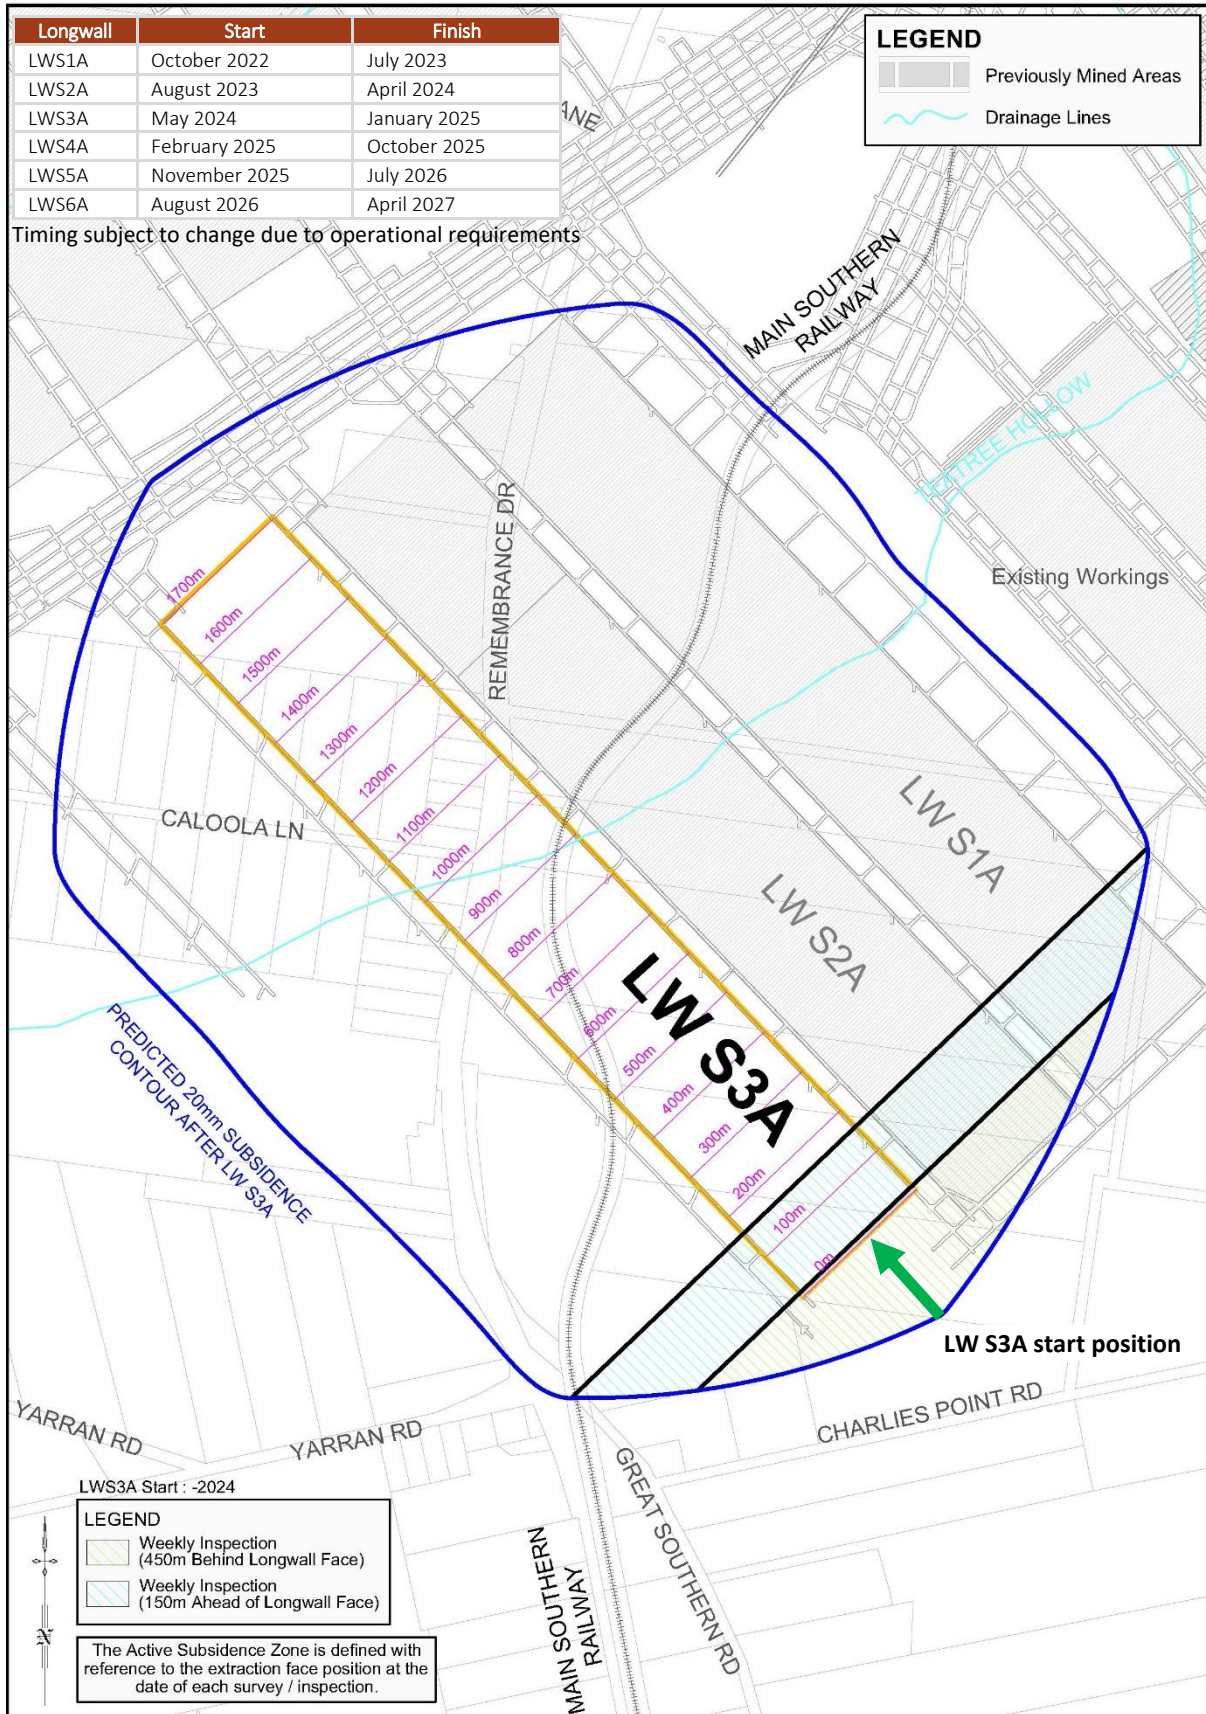 Longwall Start Finish
LWS1A October 2022 July 2023
LWS2A August 2023 April 2024
LWS3A May 2024 January 2025
LWS4A February 2025 October 2025
LWS5A November 2025 July 2026
LWS6A August 2026 April 2027
Timing subject to change due to operational requirements
LEGEND
Previously Mined Areas
Drainage Lines
MAIN SOUTHERN
RAILWAY
TEATREE HOLLOW
Existing Workings
REMEMBRANCE DR
CALOOLA LN
1700m
1600m
1500m
1400m
1300m
1200m
1100m
1000m
900m
800m
700m
600m
500m
400m
300m
200m
100m
0m
LW S1A
LW S2A
LW S3A
PREDICTED 20mm SUBSIDENCE
CONTOUR AFTER LW S3A
LW S3A start position
YARRAN RD
YARRAN RD
CHARLIES POINT RD
GREAT SOUTHERN RD
MAIN SOUTHERN
RAILWAY
LWS3A Start : -2024
LEGEND
Weekly Inspection
(450m Behind Longwall Face)
Weekly Inspection
(150m Ahead of Longwall Face)
N
The Active Subsidence Zone is defined with
reference to the extraction face position at the
date of each survey / inspection.